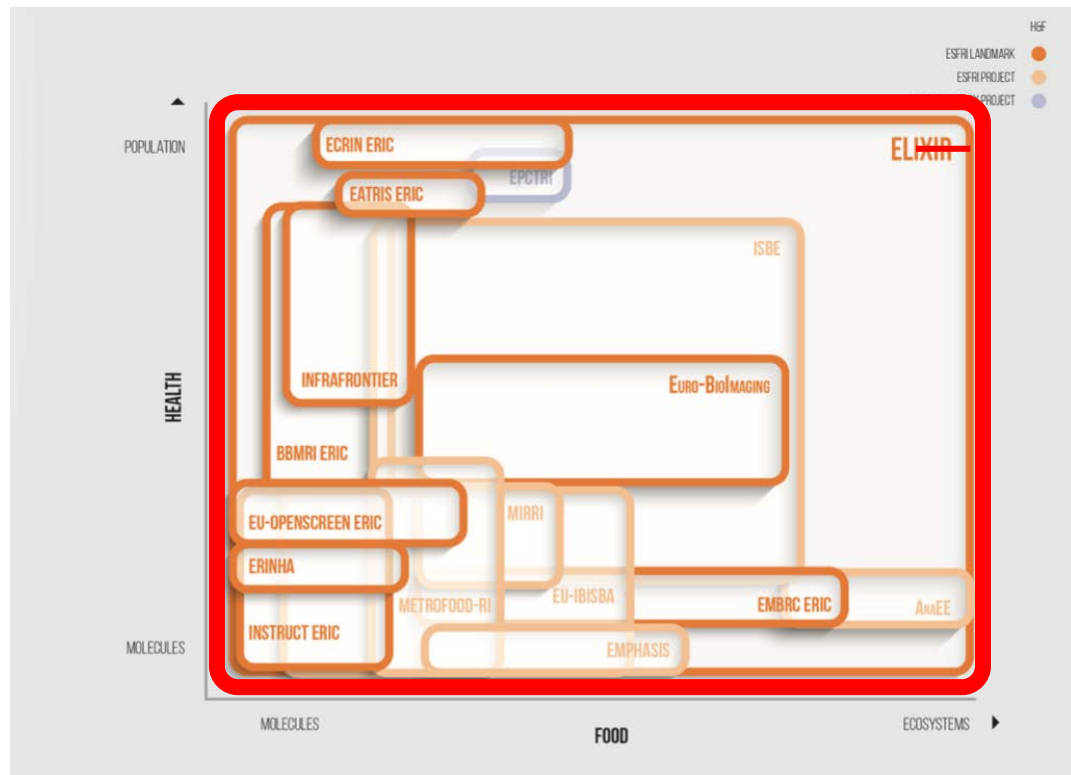 H&F
ESFRI LANDMARK
ESFRI PROJECT
PROJECT
POPULATION
ECRIN ERIC
ELIXIR
EPCTRI
EATRIS ERIC
ISBE
INFRAFRONTIER
EURO-BIOIMAGING
HEALTH
BBMRI ERIC
MIRRI
EU-OPENSCREEN ERIC
ERINHA
EU-IBISBA
METROFOOD-RI
EMBRC ERIC
ANAEE
INSTRUCT ERIC
EMPHASIS
MOLECULES
MOLECULES
FOOD
ECOSYSTEMS